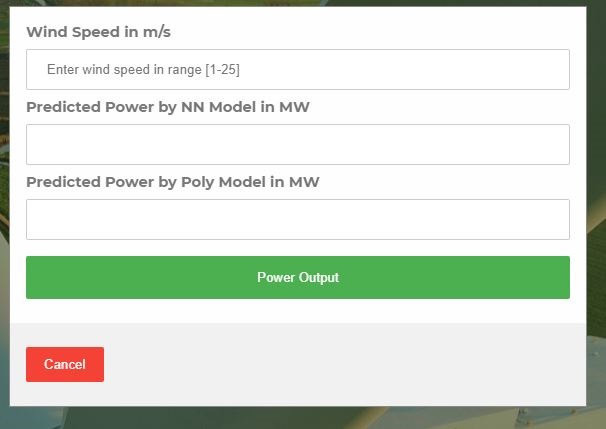 Wind Speed in m/s
Enter wind speed in range [1-25]
Predicted Power by NN Model in MW
Predicted Power by Poly Model in MW
Power Output
Cancel